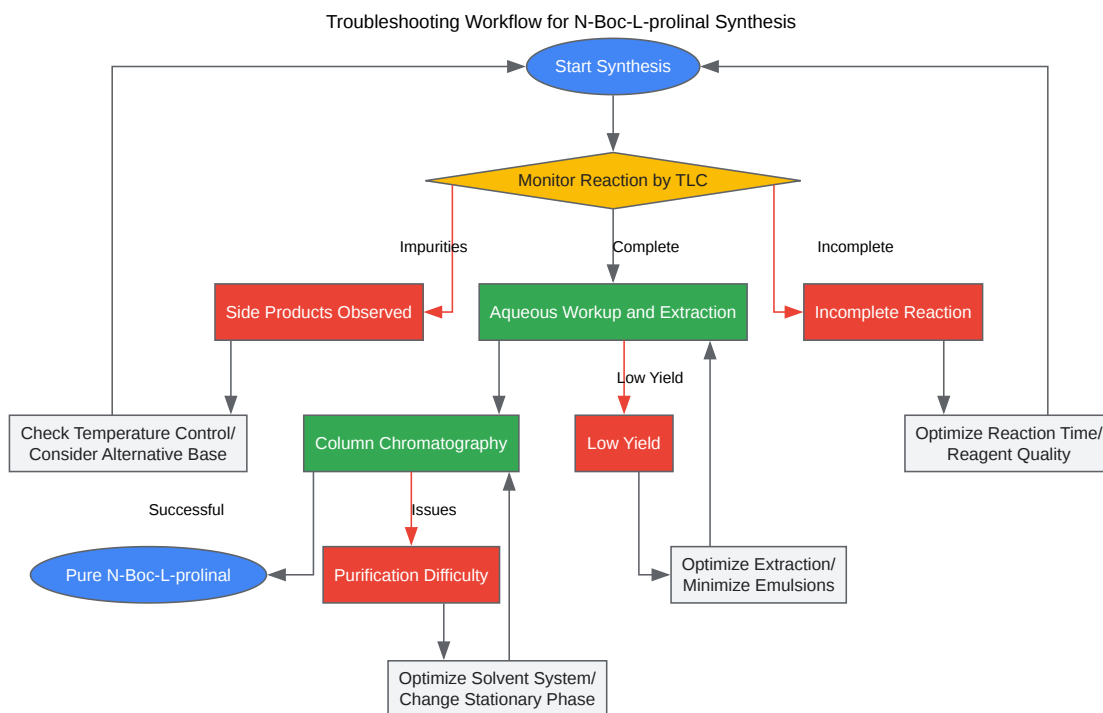 Troubleshooting Workflow for N-Boc-L-prolinal Synthesis
Start Synthesis
Monitor Reaction by TLC
Impurities
Complete
Incomplete
Side Products Observed
Aqueous Workup and Extraction
Incomplete Reaction
Low Yield
Check Temperature Control/
Consider Alternative Base
Column Chromatography
Low Yield
Optimize Reaction Time/
Reagent Quality
Successful
Issues
Pure N-Boc-L-prolinal
Purification Difficulty
Optimize Extraction/
Minimize Emulsions
Optimize Solvent System/
Change Stationary Phase